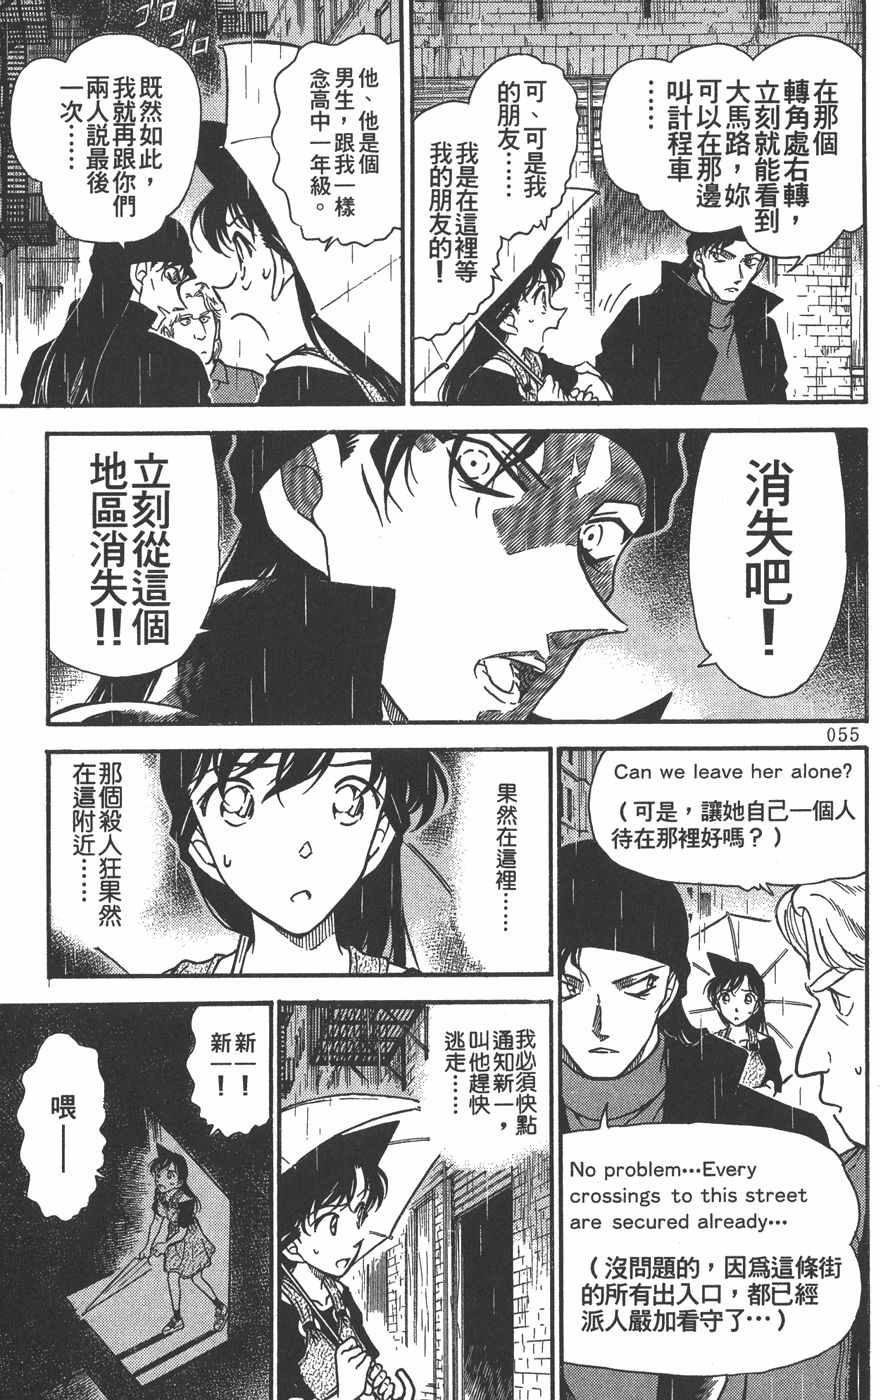 在那個
轉角處右轉，
立刻就能看到
大馬路，妳
可以在那邊
叫計程車
……
可、可是我
的朋友……
我是在這裡等
我的朋友的！
他、他是個
男生，跟我一樣
念高中一年級。
既然如此，
我就再跟你們
兩人說最後
一次……
ゴロ
ゴロ
消失吧！
立刻從這個
地區消失!!
055
Can we leave her alone?
（可是，讓她自己一個人
待在那裡好嗎？）
No problem…Every
crossings to this street
are secured already…
（沒問題的，因為這條街
的所有出入口，都已經
派人嚴加看守了…）
果然在這裡……
那個殺人狂果然
在這附近……
我必須快點
通知新一，
叫他趕快
逃走……
新一！
新一！
喂——